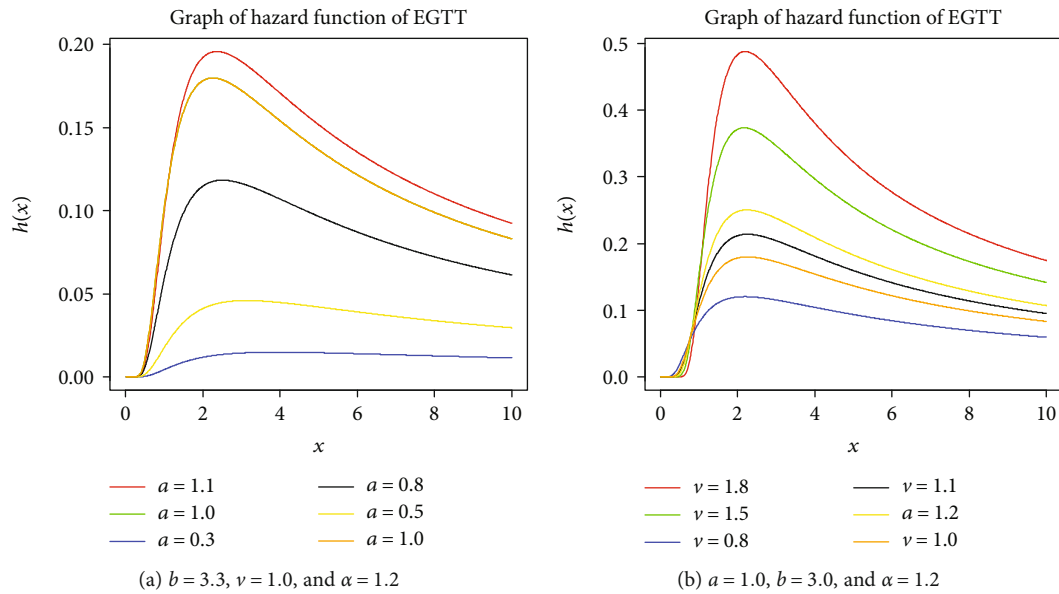 Graph of hazard function of EGTT
0.20
0.15
0.10
0.05
0.00
h(x)
0 2 4 6 8 10
x
a = 1.1
a = 1.0
a = 0.3
a = 0.8
a = 0.5
a = 1.0
(a) b = 3.3, ν = 1.0, and α = 1.2
Graph of hazard function of EGTT
0.5
0.4
0.3
0.2
0.1
0.0
h(x)
0 2 4 6 8 10
x
ν = 1.8
ν = 1.5
ν = 0.8
ν = 1.1
a = 1.2
ν = 1.0
(b) a = 1.0, b = 3.0, and α = 1.2